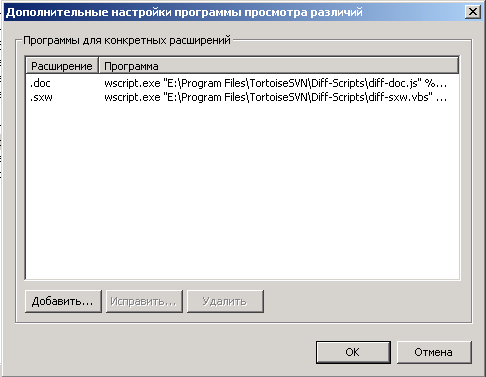 Дополнительные настройки программы просмотра различий
Программы для конкретных расширений
Расширение Программа
.doc wscript.exe "E:\Program Files\TortoiseSVN\Diff-Scripts\diff-doc.js" %...
.sxw wscript.exe "E:\Program Files\TortoiseSVN\Diff-Scripts\diff-sxw.vbs" ...
Добавить... Исправить... Удалить
OK Отмена